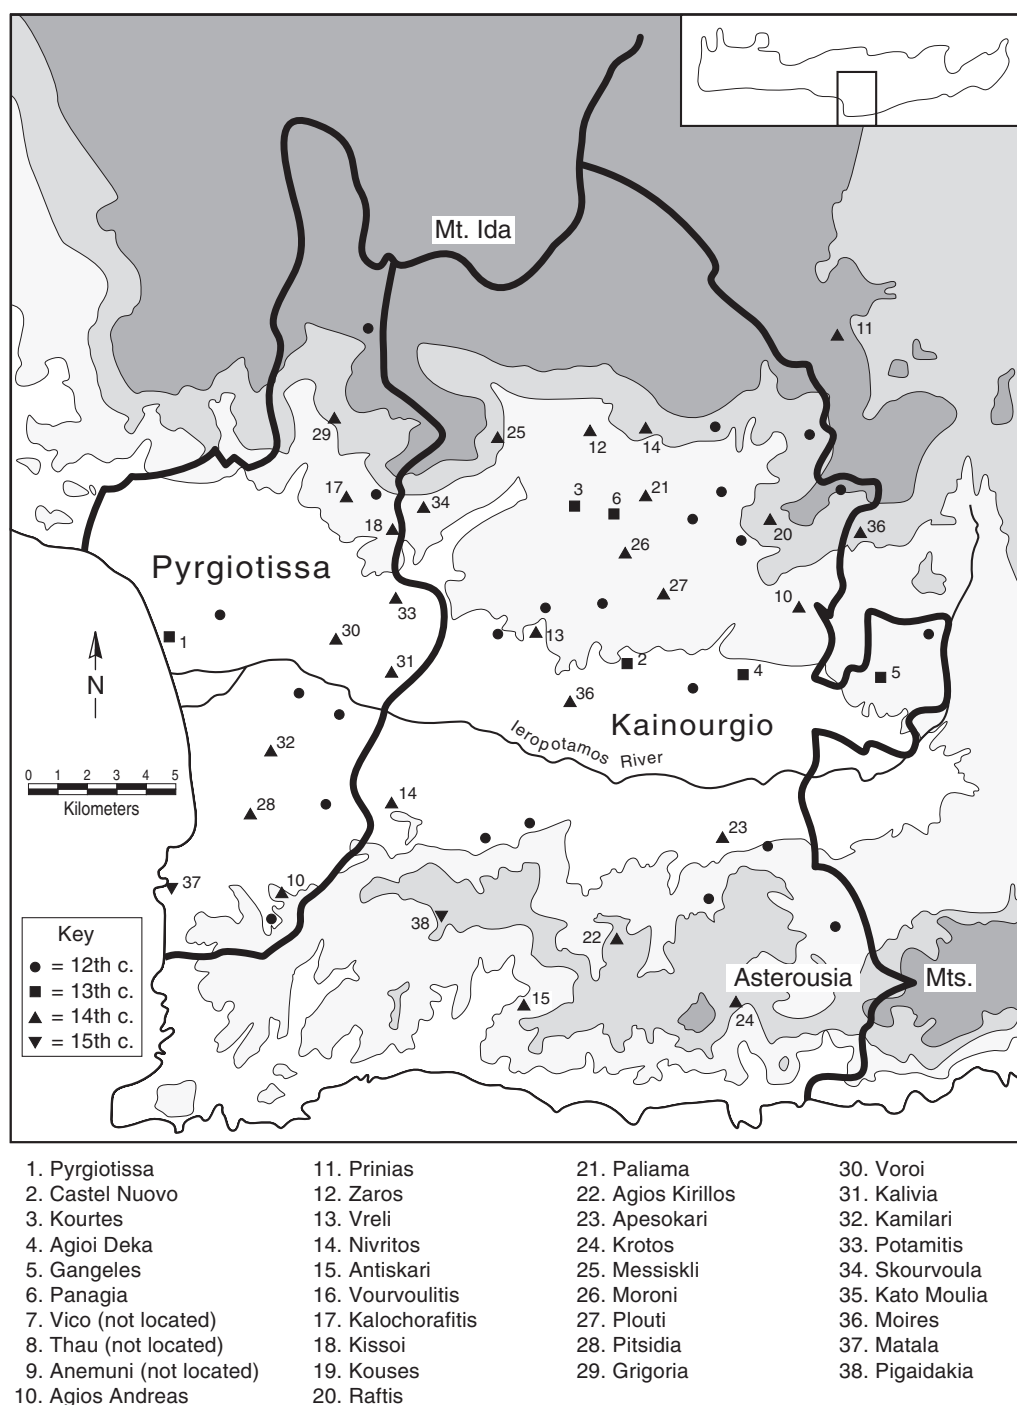 Mt. Ida
11
29
25
12
14
17
34
3
6
21
18
20
36
26
Pyrgiotissa
27
10
33
1
30
13
31
2
4
5
N
36
Kainourgio
Ieropotamos River
32
0 1 2 3 4 5
Kilometers
28
14
23
37
10
38
22
Key
= 12th c.
= 13th c.
= 14th c.
= 15th c.
Asterousia Mts.
15
24
1. Pyrgiotissa
2. Castel Nuovo
3. Kourtes
4. Agioi Deka
5. Gangeles
6. Panagia
7. Vico (not located)
8. Thau (not located)
9. Anemuni (not located)
10. Agios Andreas
11. Prinias
12. Zaros
13. Vreli
14. Nivritos
15. Antiskari
16. Vourvoulitis
17. Kalochorafitis
18. Kissoi
19. Kouses
20. Raftis
21. Paliama
22. Agios Kirillos
23. Apesokari
24. Krotos
25. Messiskli
26. Moroni
27. Plouti
28. Pitsidia
29. Grigoria
30. Voroi
31. Kalivia
32. Kamilari
33. Potamitis
34. Skourvoula
35. Kato Moulia
36. Moires
37. Matala
38. Pigaidakia